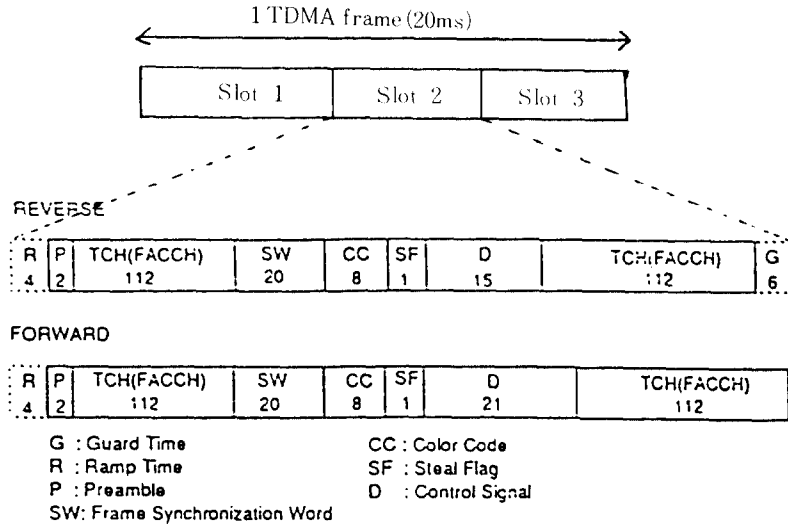 1 TDMA frame (20ms)
Slot 1 Slot 2 Slot 3
REVERSE
R P TCH(FACCH) SW CC SF D TCH(FACCH) G
4 2 112 20 8 1 15 112 6
FORWARD
R P TCH(FACCH) SW CC SF D TCH(FACCH)
4 2 112 20 8 1 21 112
G : Guard Time CC : Color Code
R : Ramp Time SF : Steal Flag
P : Preamble D : Control Signal
SW: Frame Synchronization Word